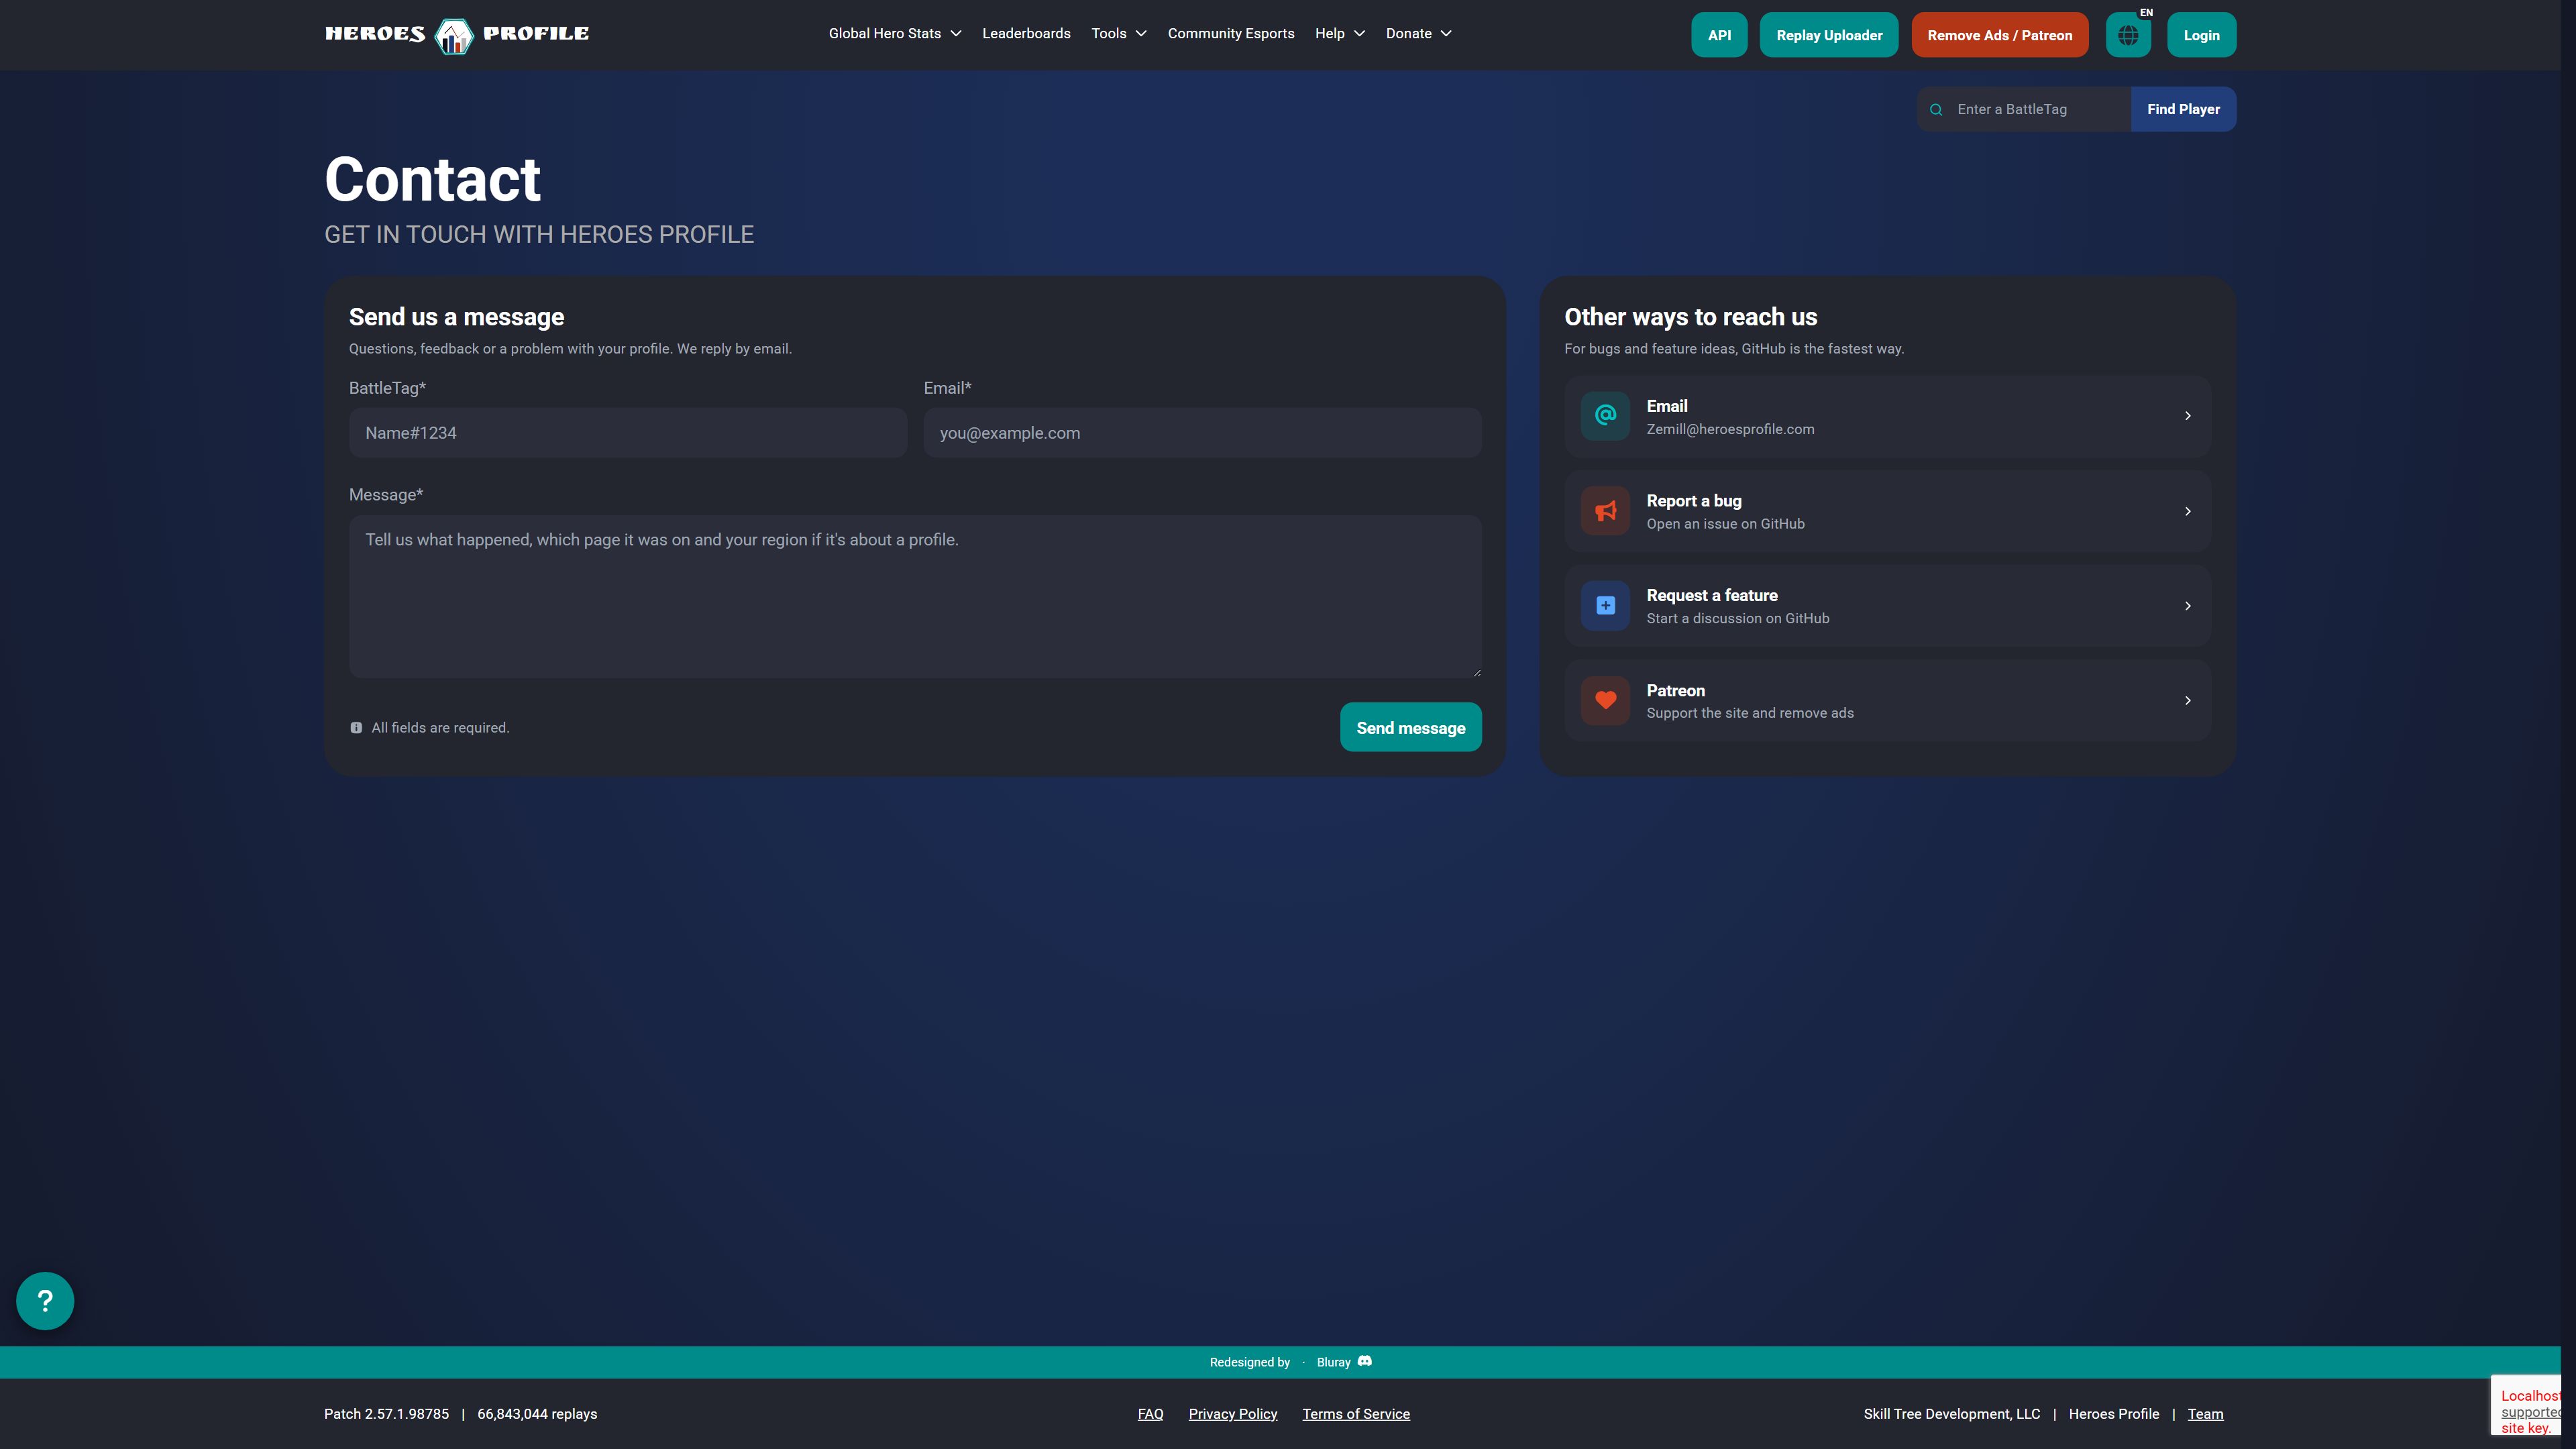 HEROES PROFILE
Global Hero Stats
Leaderboards
Tools
Community Esports
Help
Donate
API
Replay Uploader
Remove Ads / Patreon
EN
Login
Enter a BattleTag
Find Player
Contact
GET IN TOUCH WITH HEROES PROFILE
Send us a message
Questions, feedback or a problem with your profile. We reply by email.
BattleTag*
Email*
Name#1234
you@example.com
Message*
Tell us what happened, which page it was on and your region if it's about a profile.
All fields are required.
Send message
Other ways to reach us
For bugs and feature ideas, GitHub is the fastest way.
Email
Zemill@heroesprofile.com
Report a bug
Open an issue on GitHub
Request a feature
Start a discussion on GitHub
Patreon
Support the site and remove ads
?
Redesigned by · Bluray
Patch 2.57.1.98785 | 66,843,044 replays
FAQ
Privacy Policy
Terms of Service
Skill Tree Development, LLC | Heroes Profile | Team
Localhost
supported
site key.